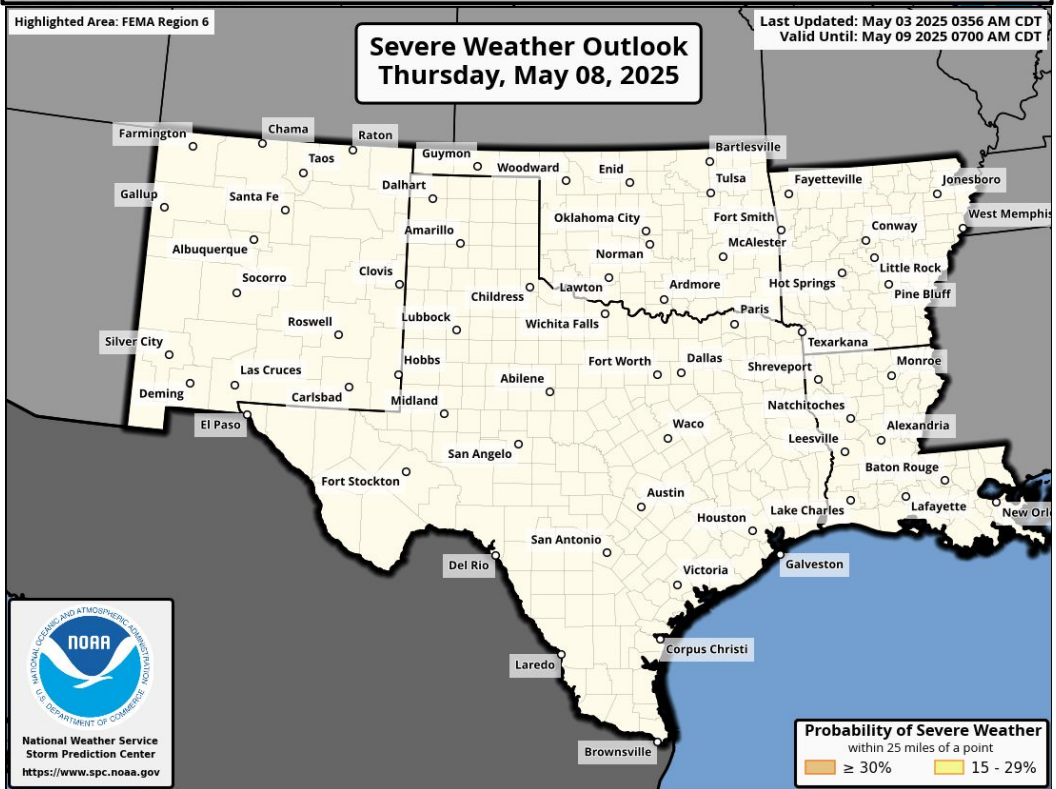 Highlighted Area: FEMA Region 6
Last Updated: May 03 2025 0356 AM CDT
Valid Until: May 09 2025 0700 AM CDT
Severe Weather Outlook
Thursday, May 08, 2025
Farmington
Chama
Raton
Taos
Guymon
Woodward
Enid
Bartlesville
Tulsa
Fayetteville
Jonesboro
Gallup
Santa Fe
Dalhart
Oklahoma City
Fort Smith
West Memphis
Conway
Albuquerque
Amarillo
Norman
McAlester
Little Rock
Socorro
Clovis
Childress
Lawton
Ardmore
Hot Springs
Pine Bluff
Roswell
Lubbock
Wichita Falls
Paris
Texarkana
Silver City
Las Cruces
Hobbs
Abilene
Fort Worth
Dallas
Shreveport
Monroe
Deming
Carlsbad
Midland
Natchitoches
El Paso
San Angelo
Waco
Leesville
Alexandria
Fort Stockton
Baton Rouge
Austin
Houston
Lake Charles
Lafayette
New Orl
Del Rio
San Antonio
Victoria
Galveston
Laredo
Corpus Christi
Brownsville
NATIONAL OCEANIC AND ATMOSPHERIC ADMINISTRATION
NOAA
U.S. DEPARTMENT OF COMMERCE
National Weather Service
Storm Prediction Center
https://www.spc.noaa.gov
Probability of Severe Weather
within 25 miles of a point
≥ 30%
15 - 29%